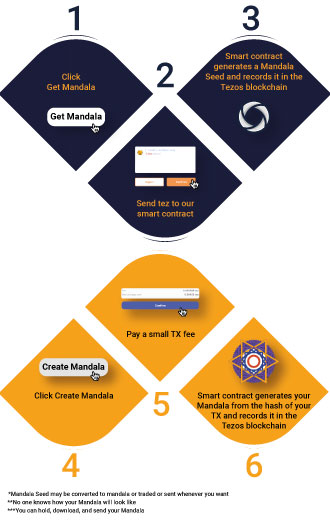 1
Click
Get Mandala
Get Mandala
2
Send tez to our
smart contract
3
Smart contract
generates a Mandala
Seed and records it in the
Tezos blockchain
4
Create Mandala
Click Create Mandala
5
Pay a small TX fee
6
Smart contract generates your
Mandala from the hash of your
TX and records it in the
Tezos blockchain
*Mandala Seed may be converted to mandala or traded or sent whenever you want
**No one knows how your Mandala will look like
***You can hold, download, and send your Mandala